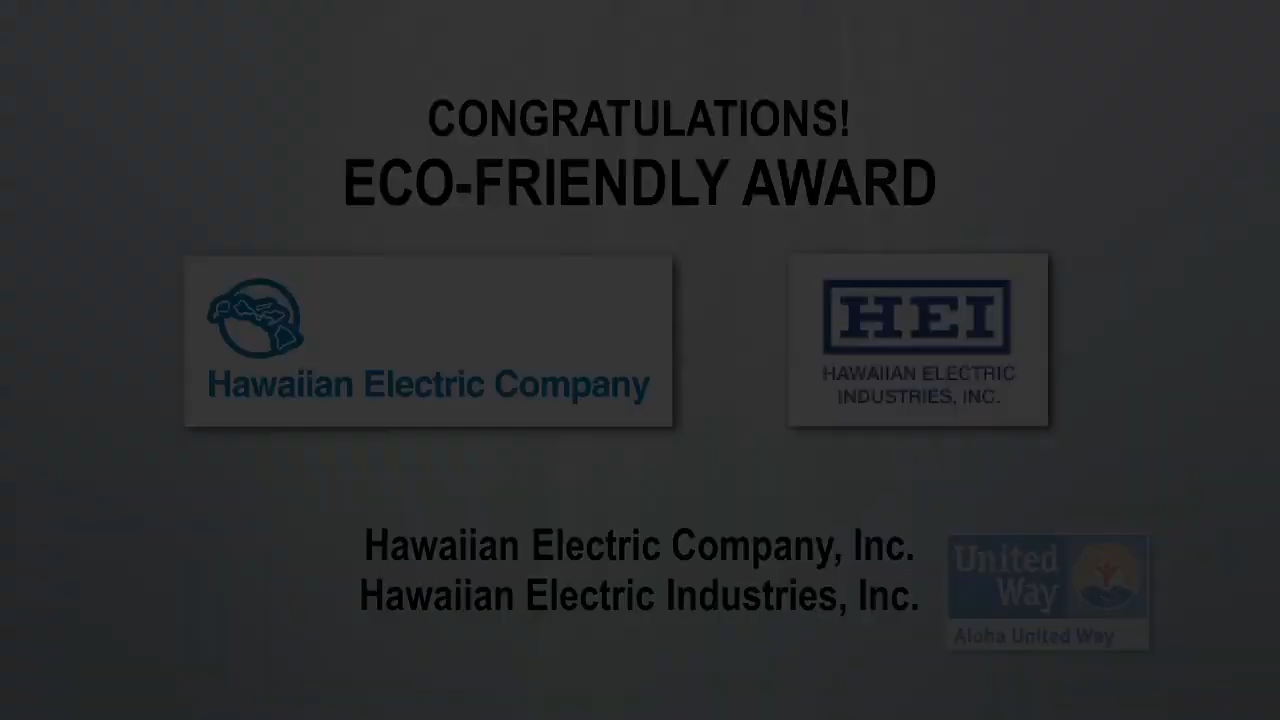 CONGRATULATIONS!
ECO-FRIENDLY AWARD
Hawaiian Electric Company
HEI
HAWAIIAN ELECTRIC
INDUSTRIES, INC.
Hawaiian Electric Company, Inc.
Hawaiian Electric Industries, Inc.
United
Way
Aloha United Way